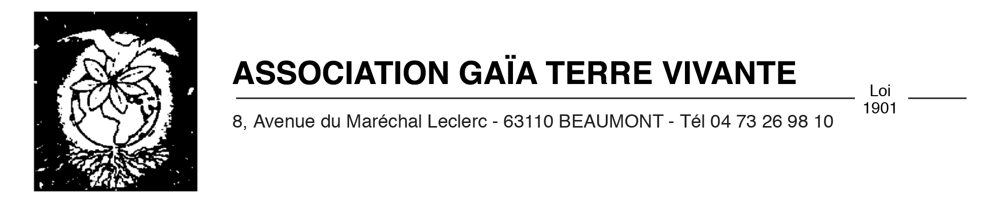 ASSOCIATION GAÏA TERRE VIVANTE
Loi
1901
8, Avenue du Maréchal Leclerc - 63110 BEAUMONT - Tél 04 73 26 98 10